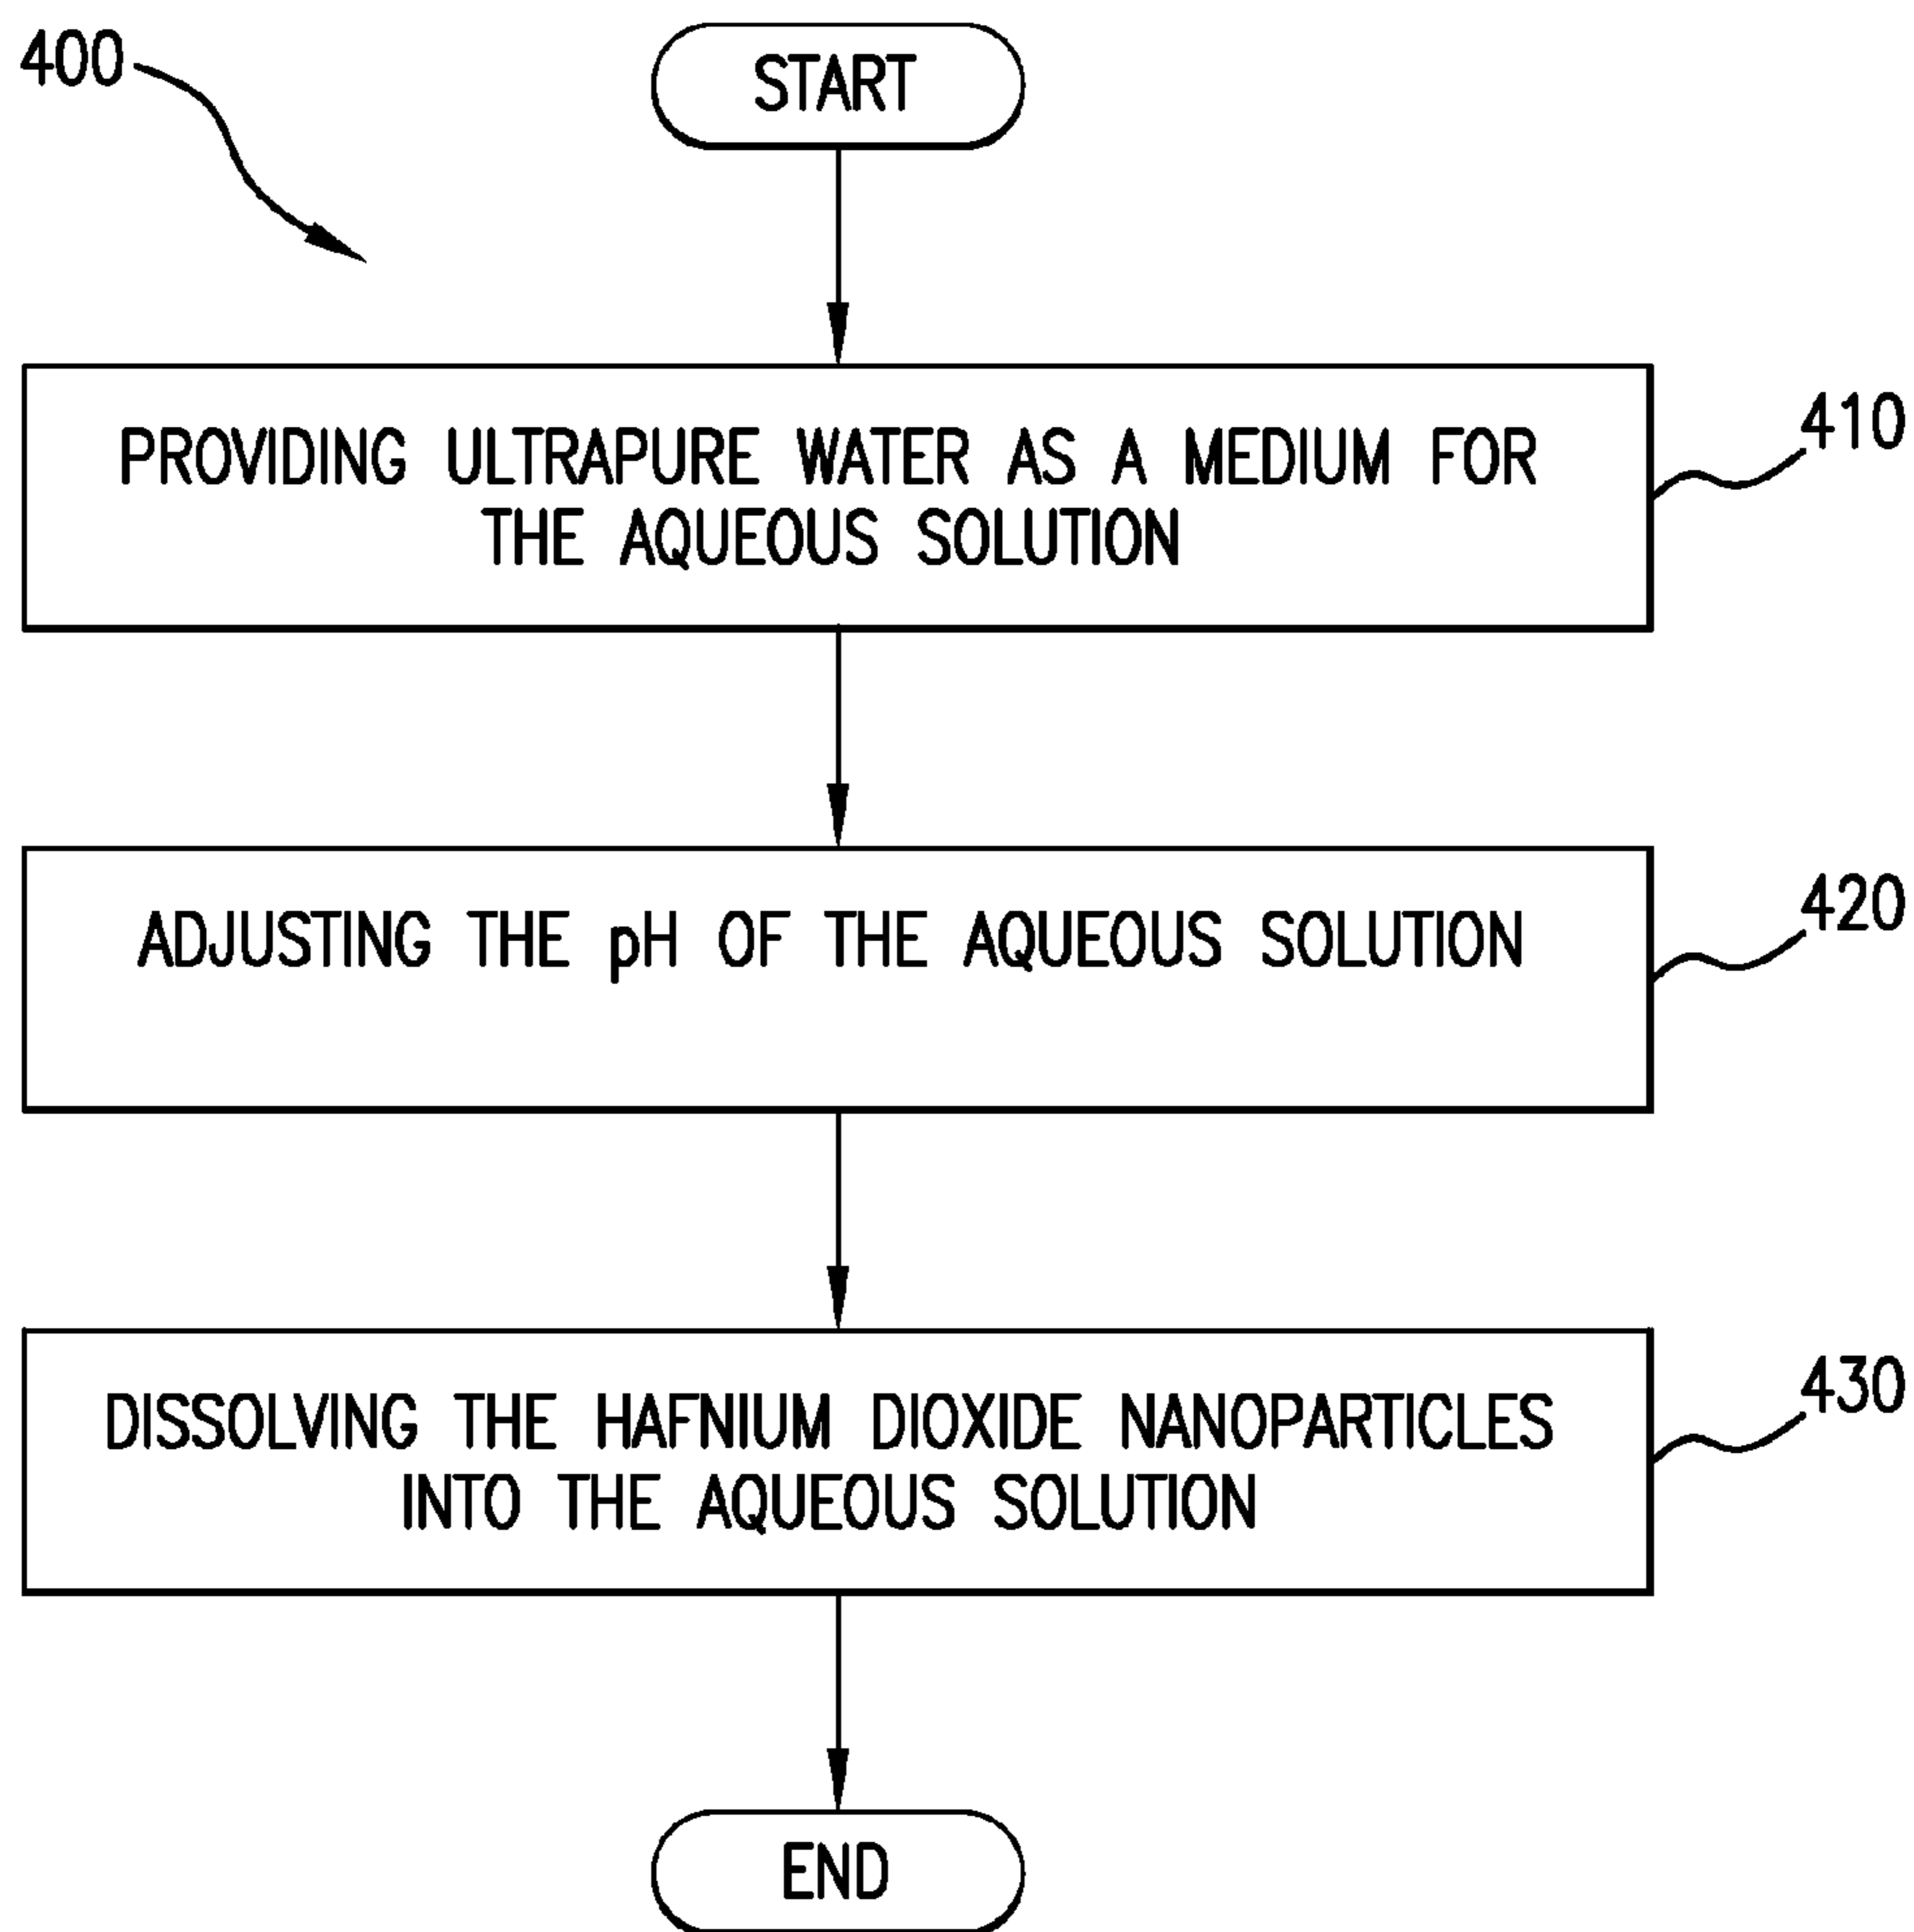 400
START
PROVIDING ULTRAPURE WATER AS A MEDIUM FOR
THE AQUEOUS SOLUTION
410
ADJUSTING THE pH OF THE AQUEOUS SOLUTION
420
DISSOLVING THE HAFNIUM DIOXIDE NANOPARTICLES
INTO THE AQUEOUS SOLUTION
430
END